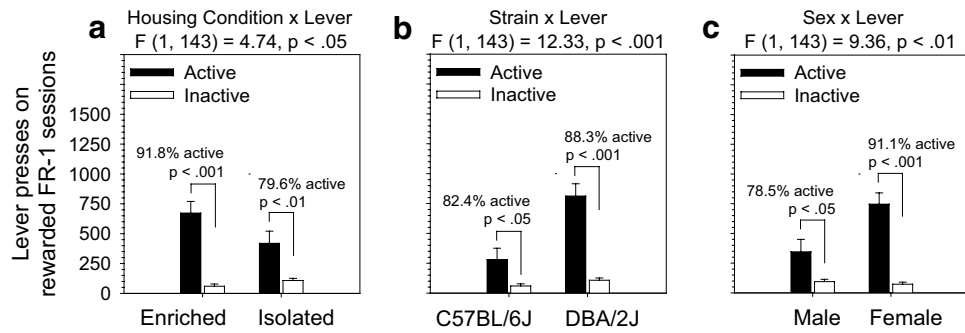 a
Housing Condition x Lever
F (1, 143) = 4.74, p < .05
Active
Inactive
Lever presses on
rewarded FR-1 sessions
1500
1250
1000
750
500
250
0
91.8% active
p < .001
79.6% active
p < .01
Enriched
Isolated
b
Strain x Lever
F (1, 143) = 12.33, p < .001
Active
Inactive
82.4% active
p < .05
88.3% active
p < .001
C57BL/6J
DBA/2J
c
Sex x Lever
F (1, 143) = 9.36, p < .01
Active
Inactive
78.5% active
p < .05
91.1% active
p < .001
Male
Female